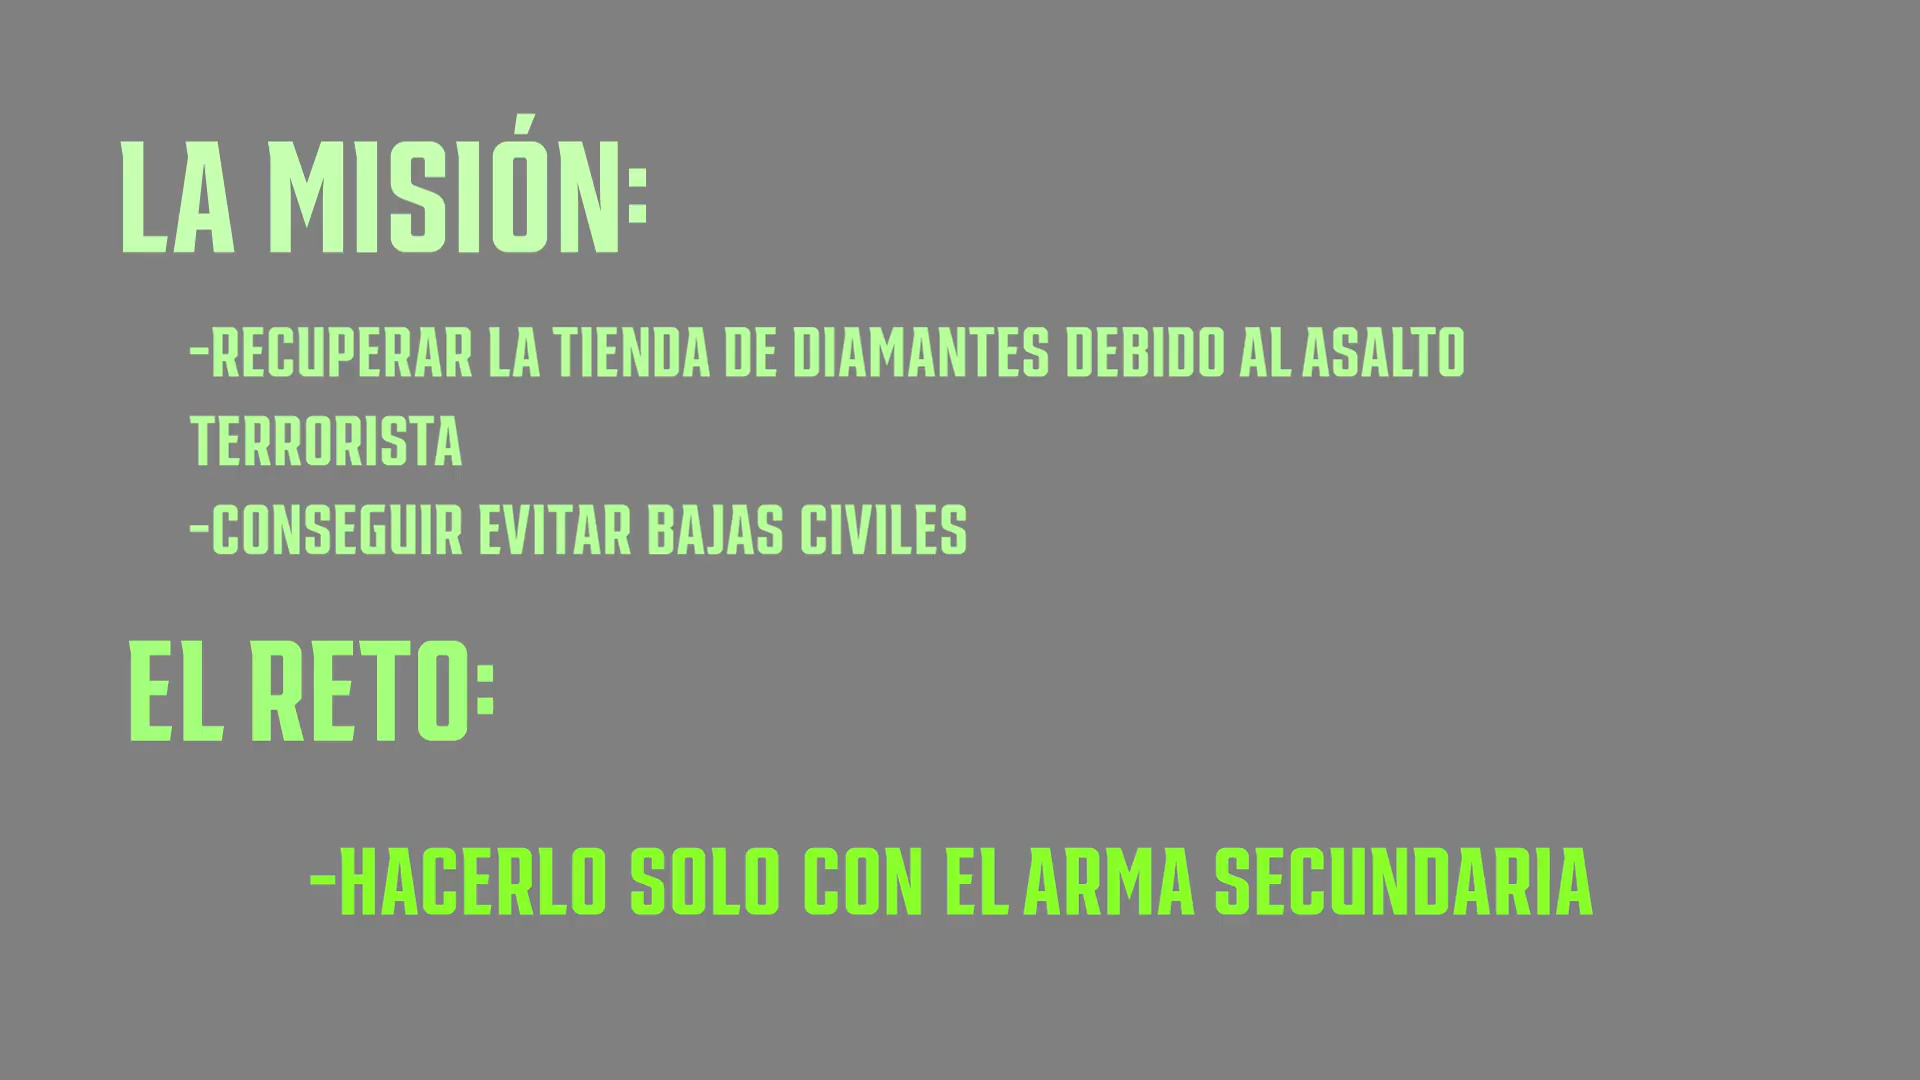 LA MISIÓN:
-RECUPERAR LA TIENDA DE DIAMANTES DEBIDO AL ASALTO
TERRORISTA
-CONSEGUIR EVITAR BAJAS CIVILES
EL RETO:
-HACERLO SOLO CON EL ARMA SECUNDARIA